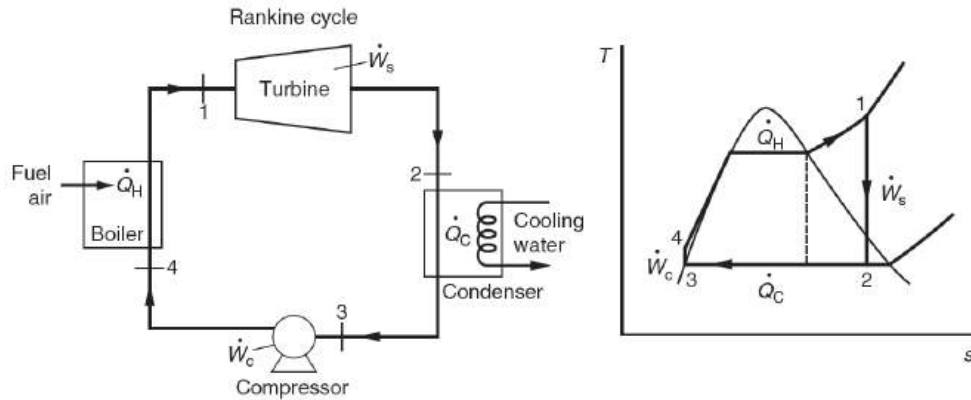 Rankine cycle
Ẇs
Turbine
1
Fuel
air
Q̇H
Boiler
4
2
Q̇C
Cooling
water
Condenser
3
Ẇc
Compressor
T
1
Q̇H
Ẇs
4
Ẇc
3
Q̇C
2
s